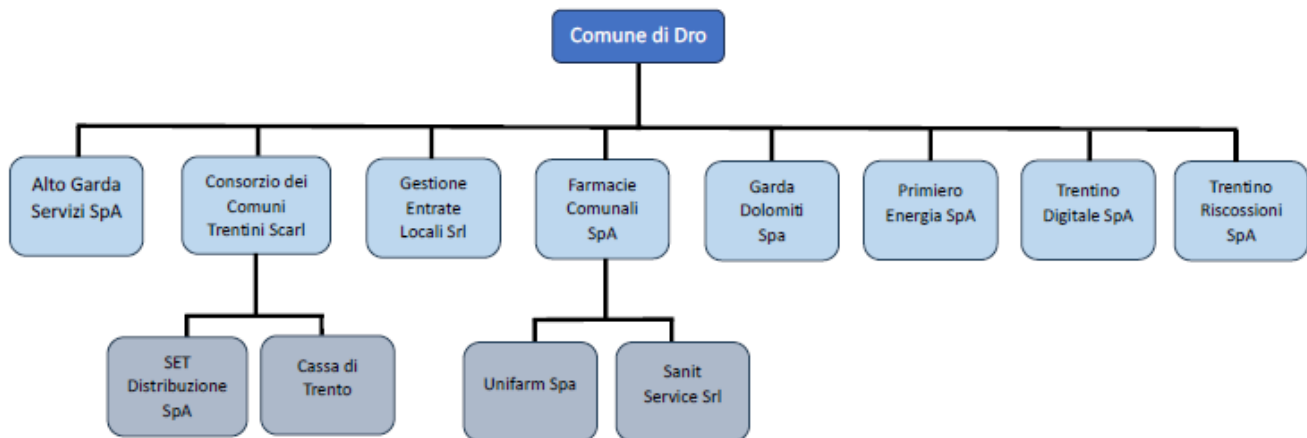 Comune di Dro
Alto Garda
Servizi SpA
Consorzio dei
Comuni
Trentini Scarl
Gestione
Entrate
Locali Srl
Farmacie
Comunali
SpA
Garda
Dolomiti
Spa
Primiero
Energia SpA
Trentino
Digitale SpA
Trentino
Riscossioni
SpA
SET
Distribuzione
SpA
Cassa di
Trento
Unifarm Spa
Sanit
Service Srl